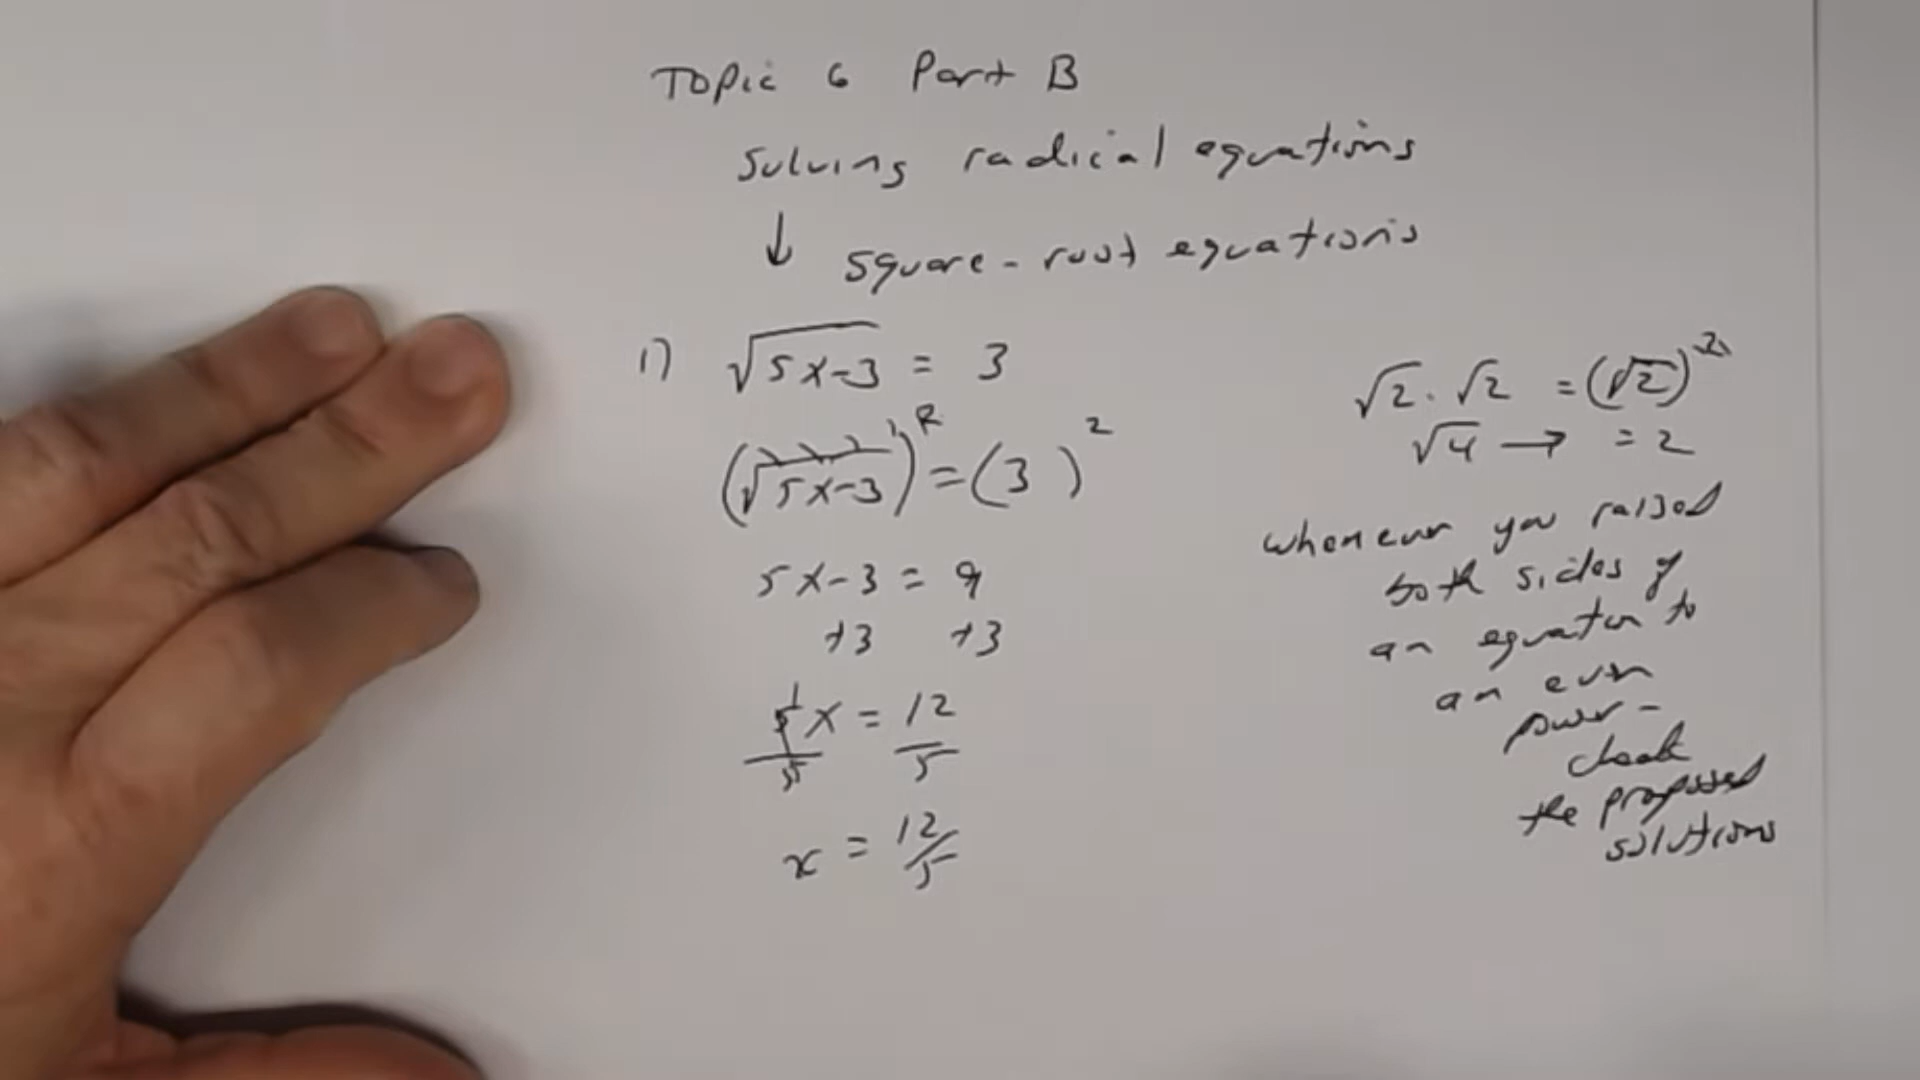 Topic 6 Part B
Solving radical equations
↓ square-root equations
1) √(5x-3) = 3
(√(5x-3))² = (3)²
5x-3 = 9
+3 +3
5x = 12
5 5
x = 12/5
√2 · √2 = (√2)²
√4 → = 2
whenever you raised
both sides of
an equation to
an even
power -
check
the proposed
solutions